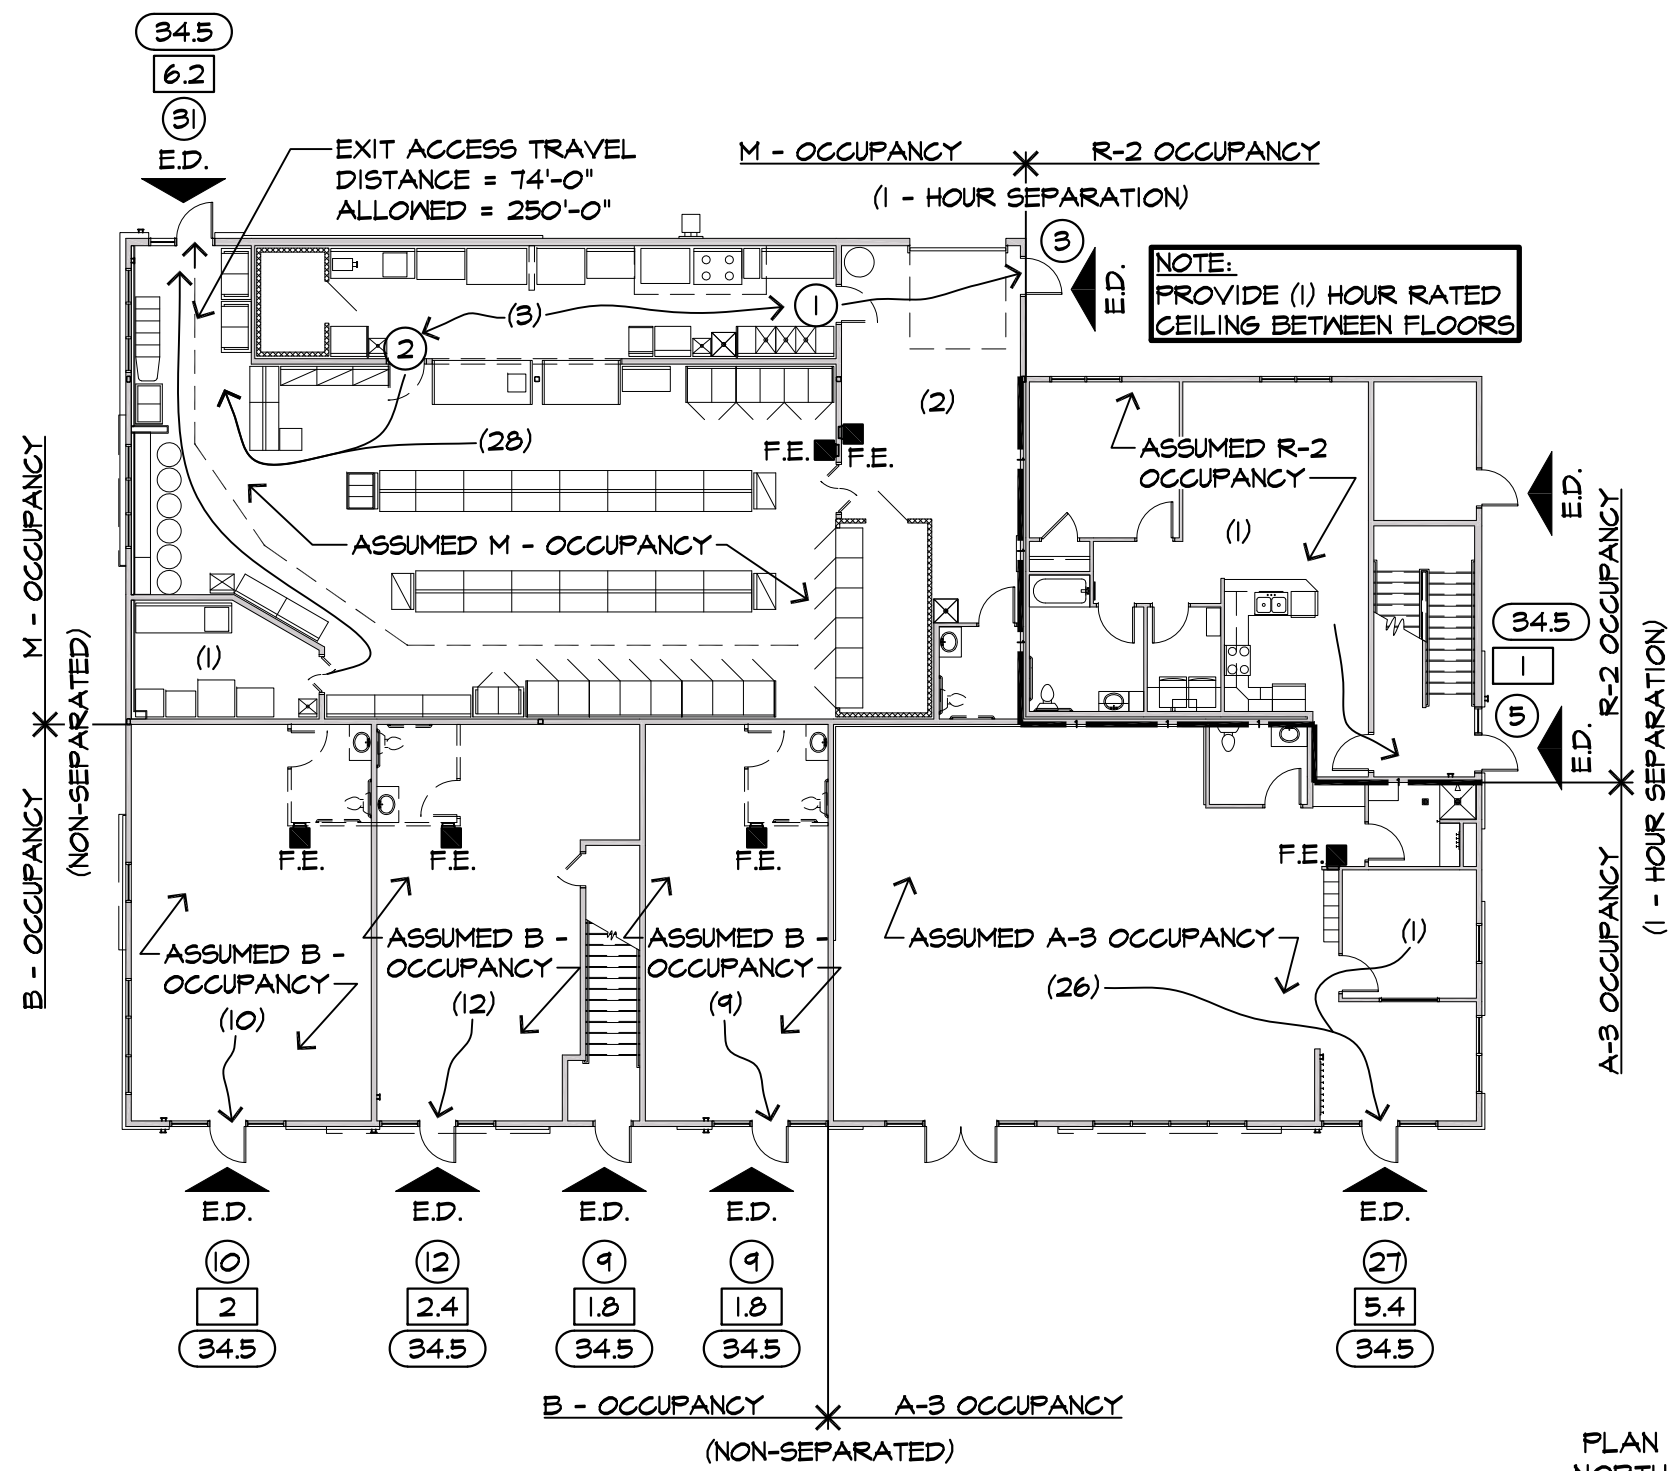 34.5
6.2
31
E.D.
EXIT ACCESS TRAVEL
DISTANCE = 74'-0"
ALLOWED = 250'-0"
M - OCCUPANCY
R-2 OCCUPANCY
(1 - HOUR SEPARATION)
3
E.D.
NOTE:
PROVIDE (1) HOUR RATED
CEILING BETWEEN FLOORS
(3)
1
2
(2)
(28)
F.E.
F.E.
ASSUMED R-2
OCCUPANCY
(1)
E.D.
ASSUMED M - OCCUPANCY
(1)
M - OCCUPANCY
(NON-SEPARATED)
B - OCCUPANCY
R-2 OCCUPANCY
34.5
1
5
E.D.
(1 - HOUR SEPARATION)
A-3 OCCUPANCY
F.E.
F.E.
F.E.
F.E.
ASSUMED B -
OCCUPANCY
(10)
ASSUMED B -
OCCUPANCY
(12)
ASSUMED B -
OCCUPANCY
(9)
ASSUMED A-3 OCCUPANCY
(26)
(1)
E.D.
10
2
34.5
E.D.
12
2.4
34.5
E.D.
9
1.8
34.5
E.D.
9
1.8
34.5
E.D.
27
5.4
34.5
B - OCCUPANCY
A-3 OCCUPANCY
(NON-SEPARATED)
PLAN
NORTH